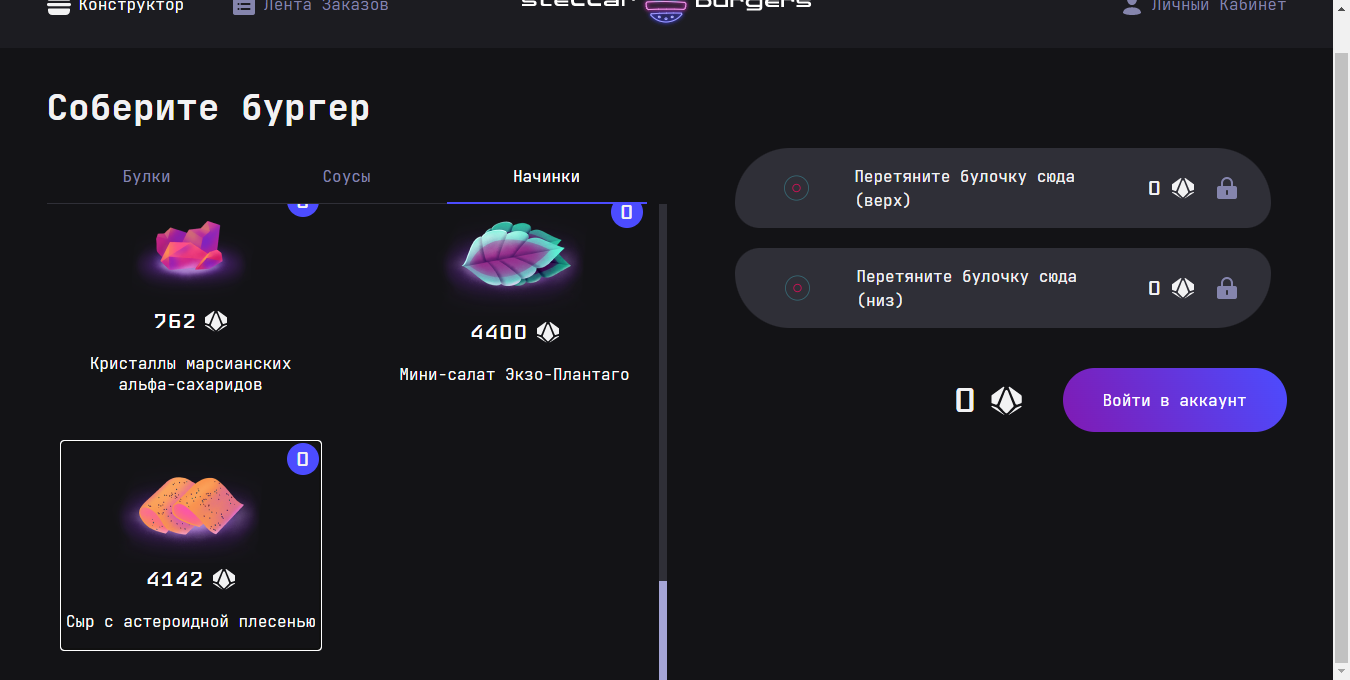 Конструктор
Лента Заказов
stellar burgers
Личный Кабинет
Соберите бургер
Булки
Соусы
Начинки
0
0
762
4400
Кристаллы марсианских
альфа-сахаридов
Мини-салат Экзо-Плантаго
0
4142
Сыр с астероидной плесенью
Перетяните булочку сюда
(верх)
0
Перетяните булочку сюда
(низ)
0
0
Войти в аккаунт